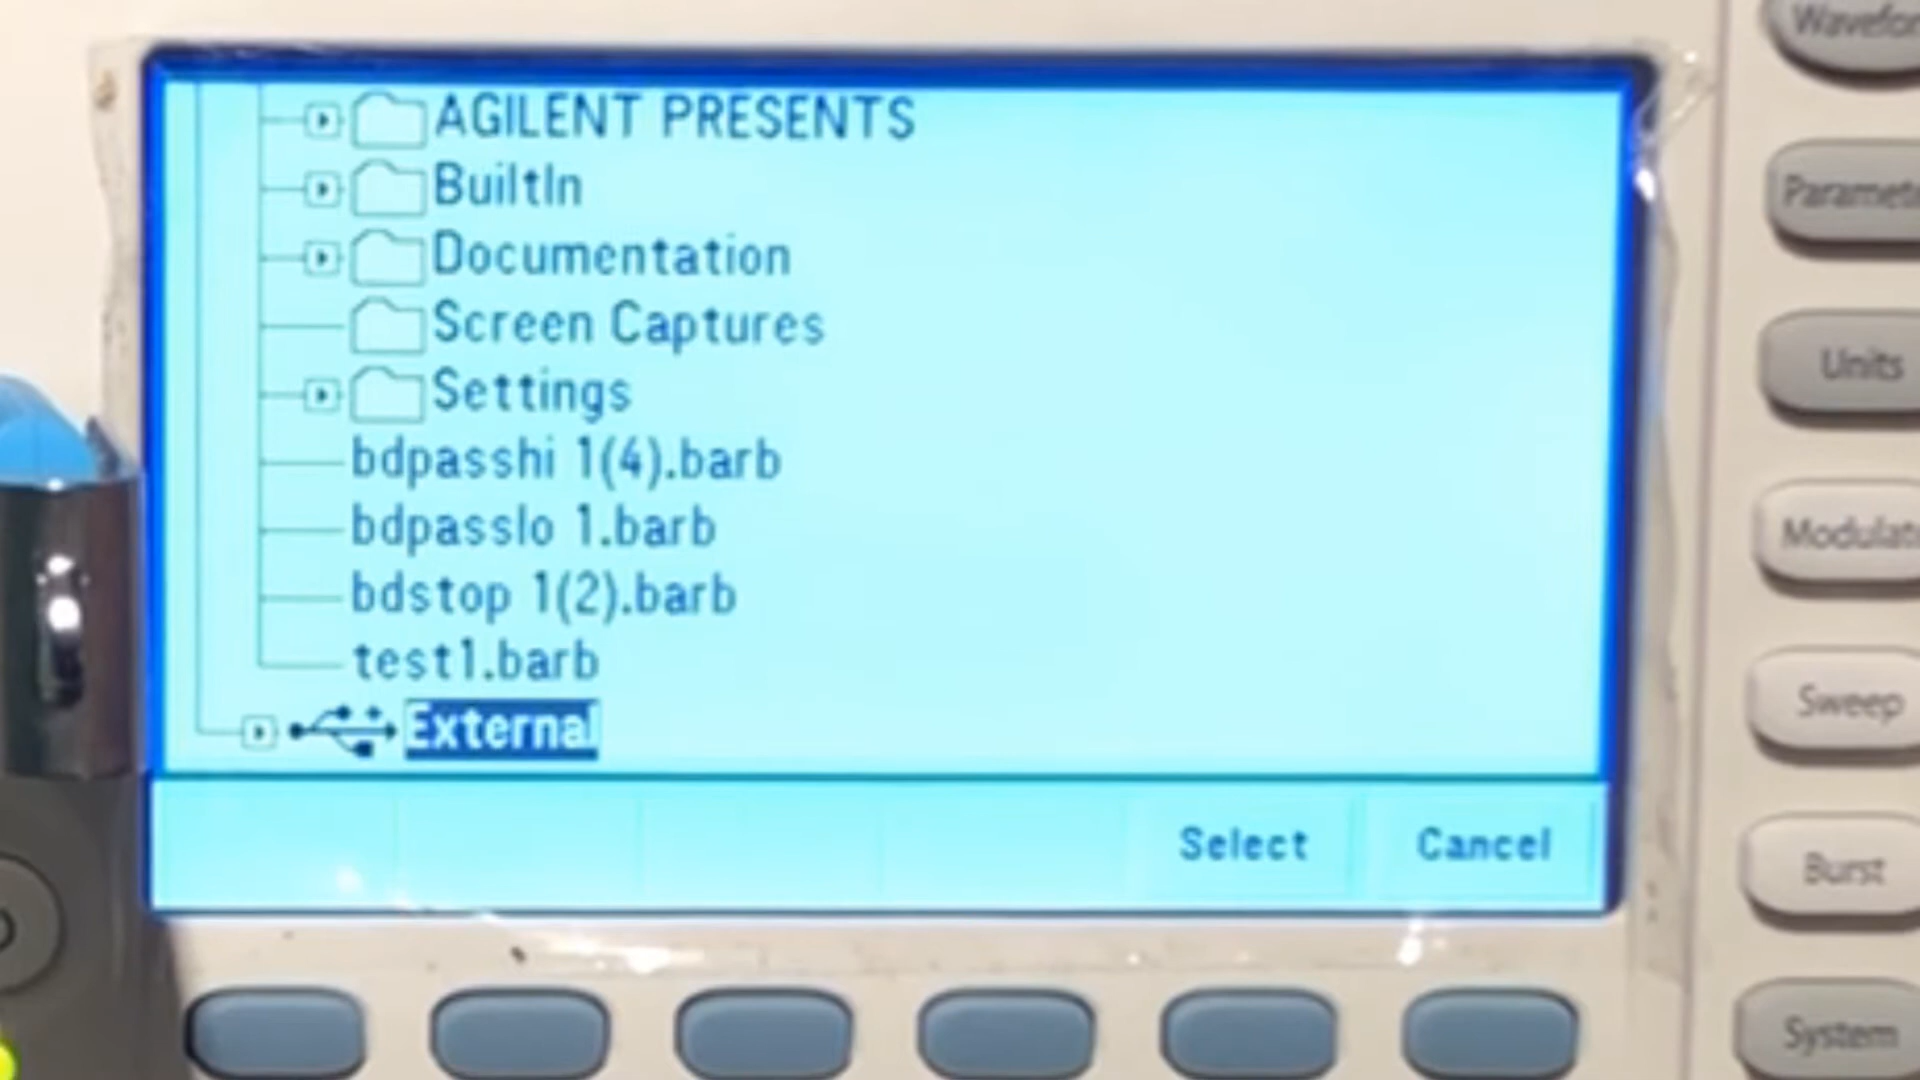 AGILENT PRESENTS
BuiltIn
Documentation
Screen Captures
Settings
bdpasshi 1(4).barb
bdpasslo 1.barb
bdstop 1(2).barb
test1.barb
External
Select Cancel
Units
Sweep
Burst
System